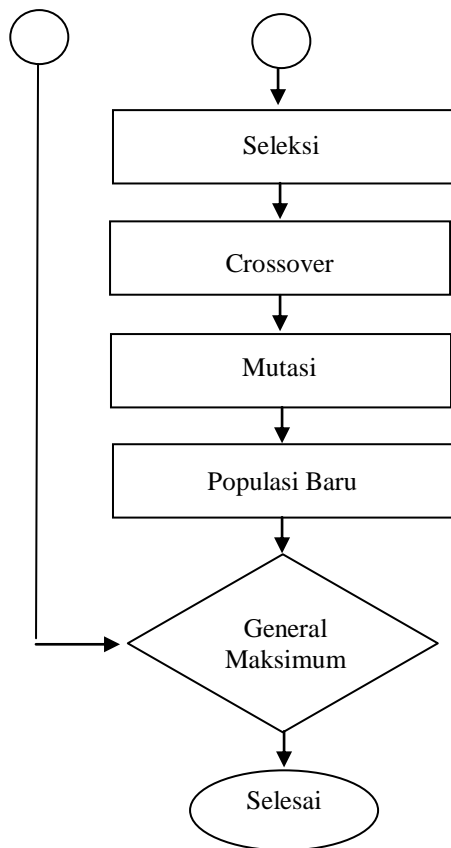 Seleksi
Crossover
Mutasi
Populasi Baru
General
Maksimum
Selesai